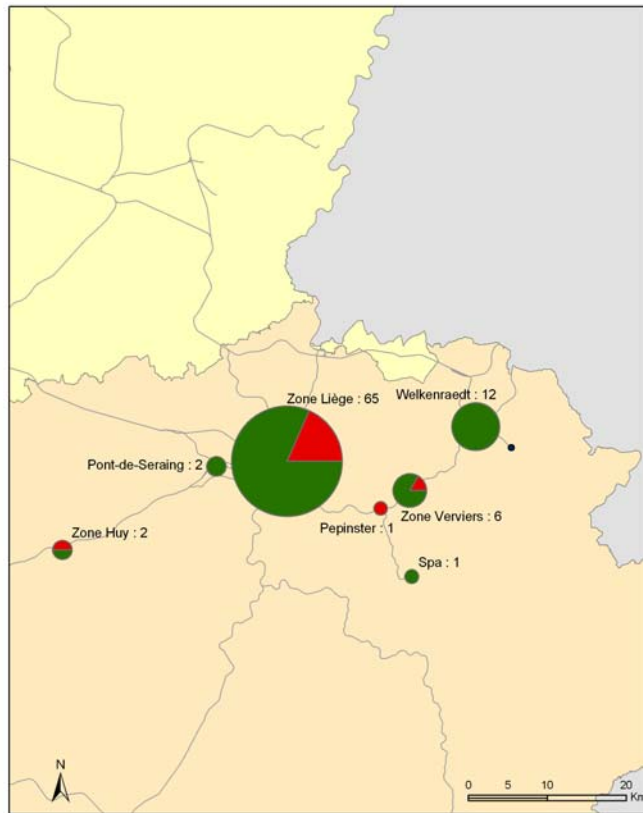 Zone Liège : 65
Welkenraedt : 12
Pont-de-Seraing : 2
Zone Verviers : 6
Pepinster : 1
Zone Huy : 2
Spa : 1
N
0 5 10 20
Km